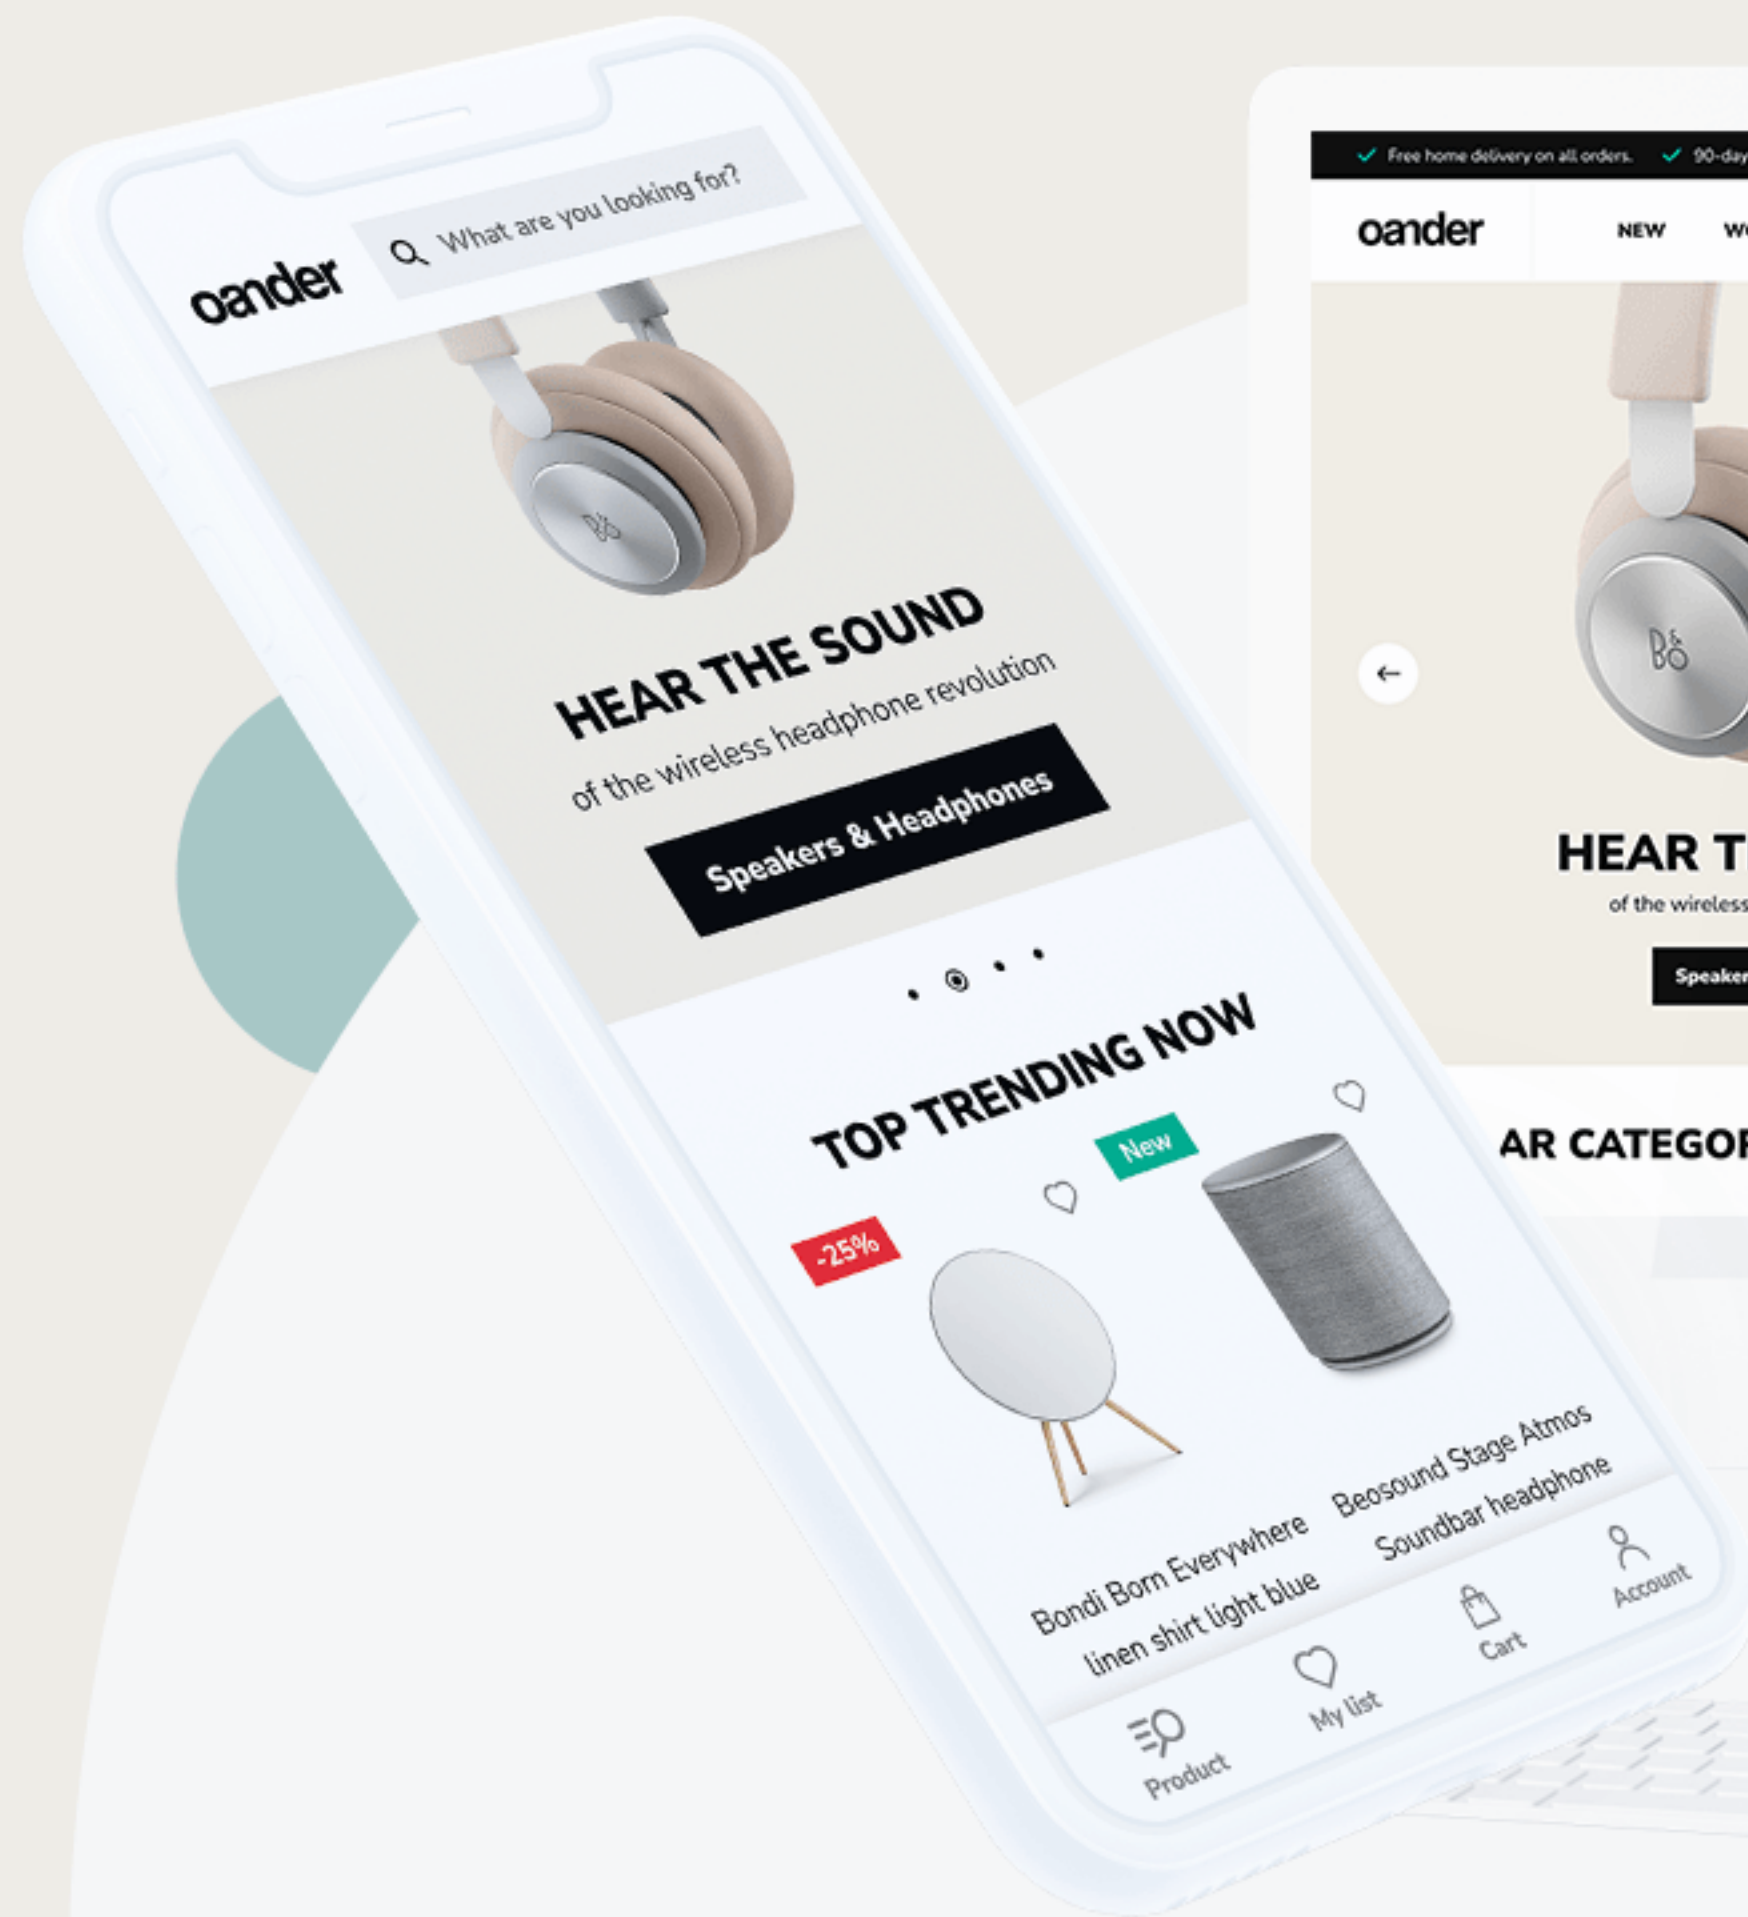 oander
What are you looking for?
B&O
HEAR THE SOUND
of the wireless headphone revolution
Speakers & Headphones
TOP TRENDING NOW
-25%
New
Bondi Born Everywhere
linen shirt light blue
Beosound Stage Atmos
Soundbar headphone
Product
My list
Cart
Account
Free home delivery on all orders.
90-day
oander
NEW
B&O
HEAR
of the wireless
AR